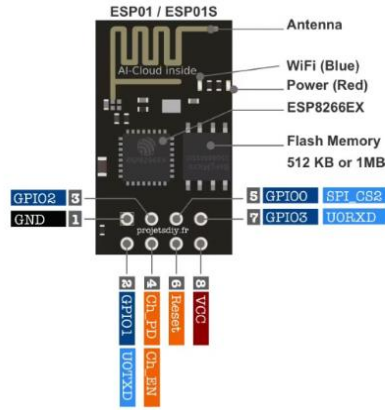 ESP01 / ESP01S
Antenna
AI-Cloud inside
WiFi (Blue)
Power (Red)
ESP8266EX
Flash Memory
512 KB or 1MB
GPIO2 3
5 GPIO0 SPI_CS2
GND 1
7 GPIO3 U0RXD
projetsdiy.fr
2 GPIO1 U0TXD
4 Ch_PD Ch_EN
6 Reset
8 VCC